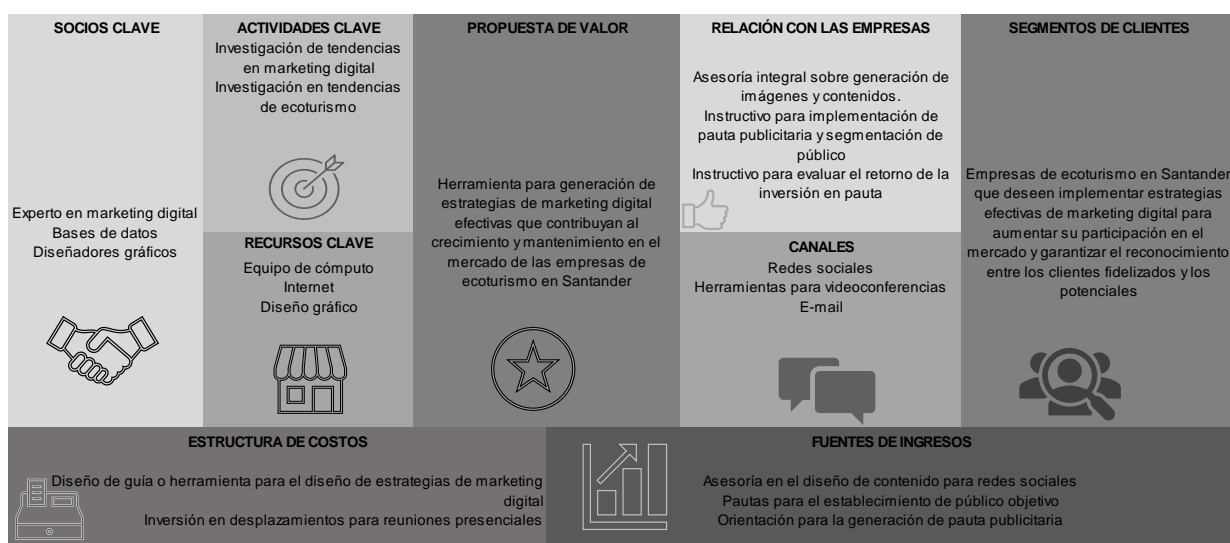 SOCIOS CLAVE
Experto en marketing digital
Bases de datos
Diseñadores gráficos
ACTIVIDADES CLAVE
Investigación de tendencias
en marketing digital
Investigación en tendencias
de ecoturismo
RECURSOS CLAVE
Equipo de cómputo
Internet
Diseño gráfico
PROPUESTA DE VALOR
Herramienta para generación de
estrategias de marketing digital
efectivas que contribuyan al
crecimiento y mantenimiento en el
mercado de las empresas de
ecoturismo en Santander
RELACIÓN CON LAS EMPRESAS
Asesoría integral sobre generación de
imágenes y contenidos.
Instructivo para implementación de
pauta publicitaria y segmentación de
público
Instructivo para evaluar el retorno de la
inversión en pauta
CANALES
Redes sociales
Herramientas para videoconferencias
E-mail
SEGMENTOS DE CLIENTES
Empresas de ecoturismo en Santander
que deseen implementar estrategias
efectivas de marketing digital para
aumentar su participación en el
mercado y garantizar el reconocimiento
entre los clientes fidelizados y los
potenciales
ESTRUCTURA DE COSTOS
Diseño de guía o herramienta para el diseño de estrategias de marketing
digital
Inversión en desplazamientos para reuniones presenciales
FUENTES DE INGRESOS
Asesoría en el diseño de contenido para redes sociales
Pautas para el establecimiento de público objetivo
Orientación para la generación de pauta publicitaria